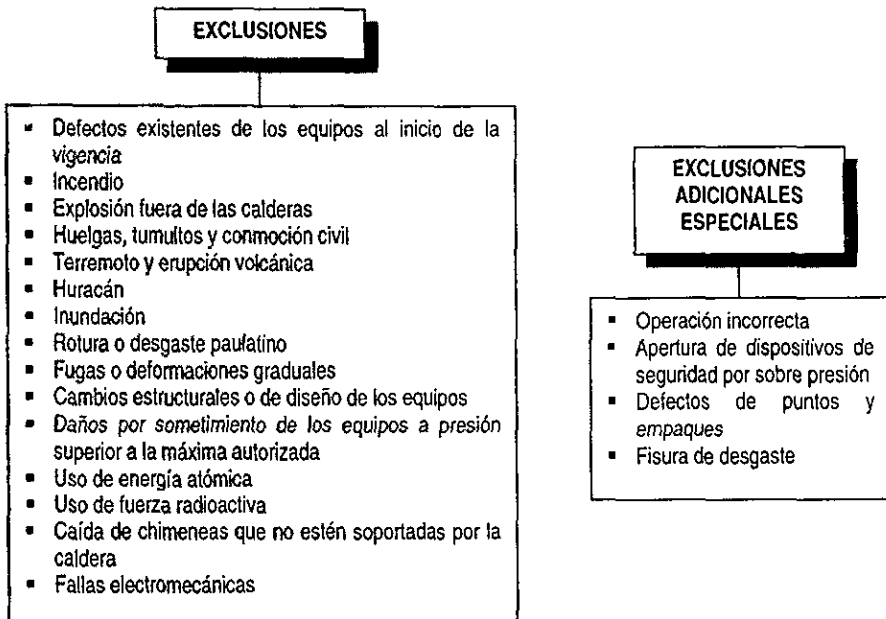 EXCLUSIONES
▪ Defectos existentes de los equipos al inicio de la
vigencia
▪ Incendio
▪ Explosión fuera de las calderas
▪ Huelgas, tumultos y conmoción civil
▪ Terremoto y erupción volcánica
▪ Huracán
▪ Inundación
▪ Rotura o desgaste paulatino
▪ Fugas o deformaciones graduales
▪ Cambios estructurales o de diseño de los equipos
▪ Daños por sometimiento de los equipos a presión
superior a la máxima autorizada
▪ Uso de energía atómica
▪ Uso de fuerza radioactiva
▪ Caída de chimeneas que no estén soportadas por la
caldera
▪ Fallas electromecánicas
EXCLUSIONES
ADICIONALES
ESPECIALES
▪ Operación incorrecta
▪ Apertura de dispositivos de
seguridad por sobre presión
▪ Defectos de puntos y
empaques
▪ Fisura de desgaste